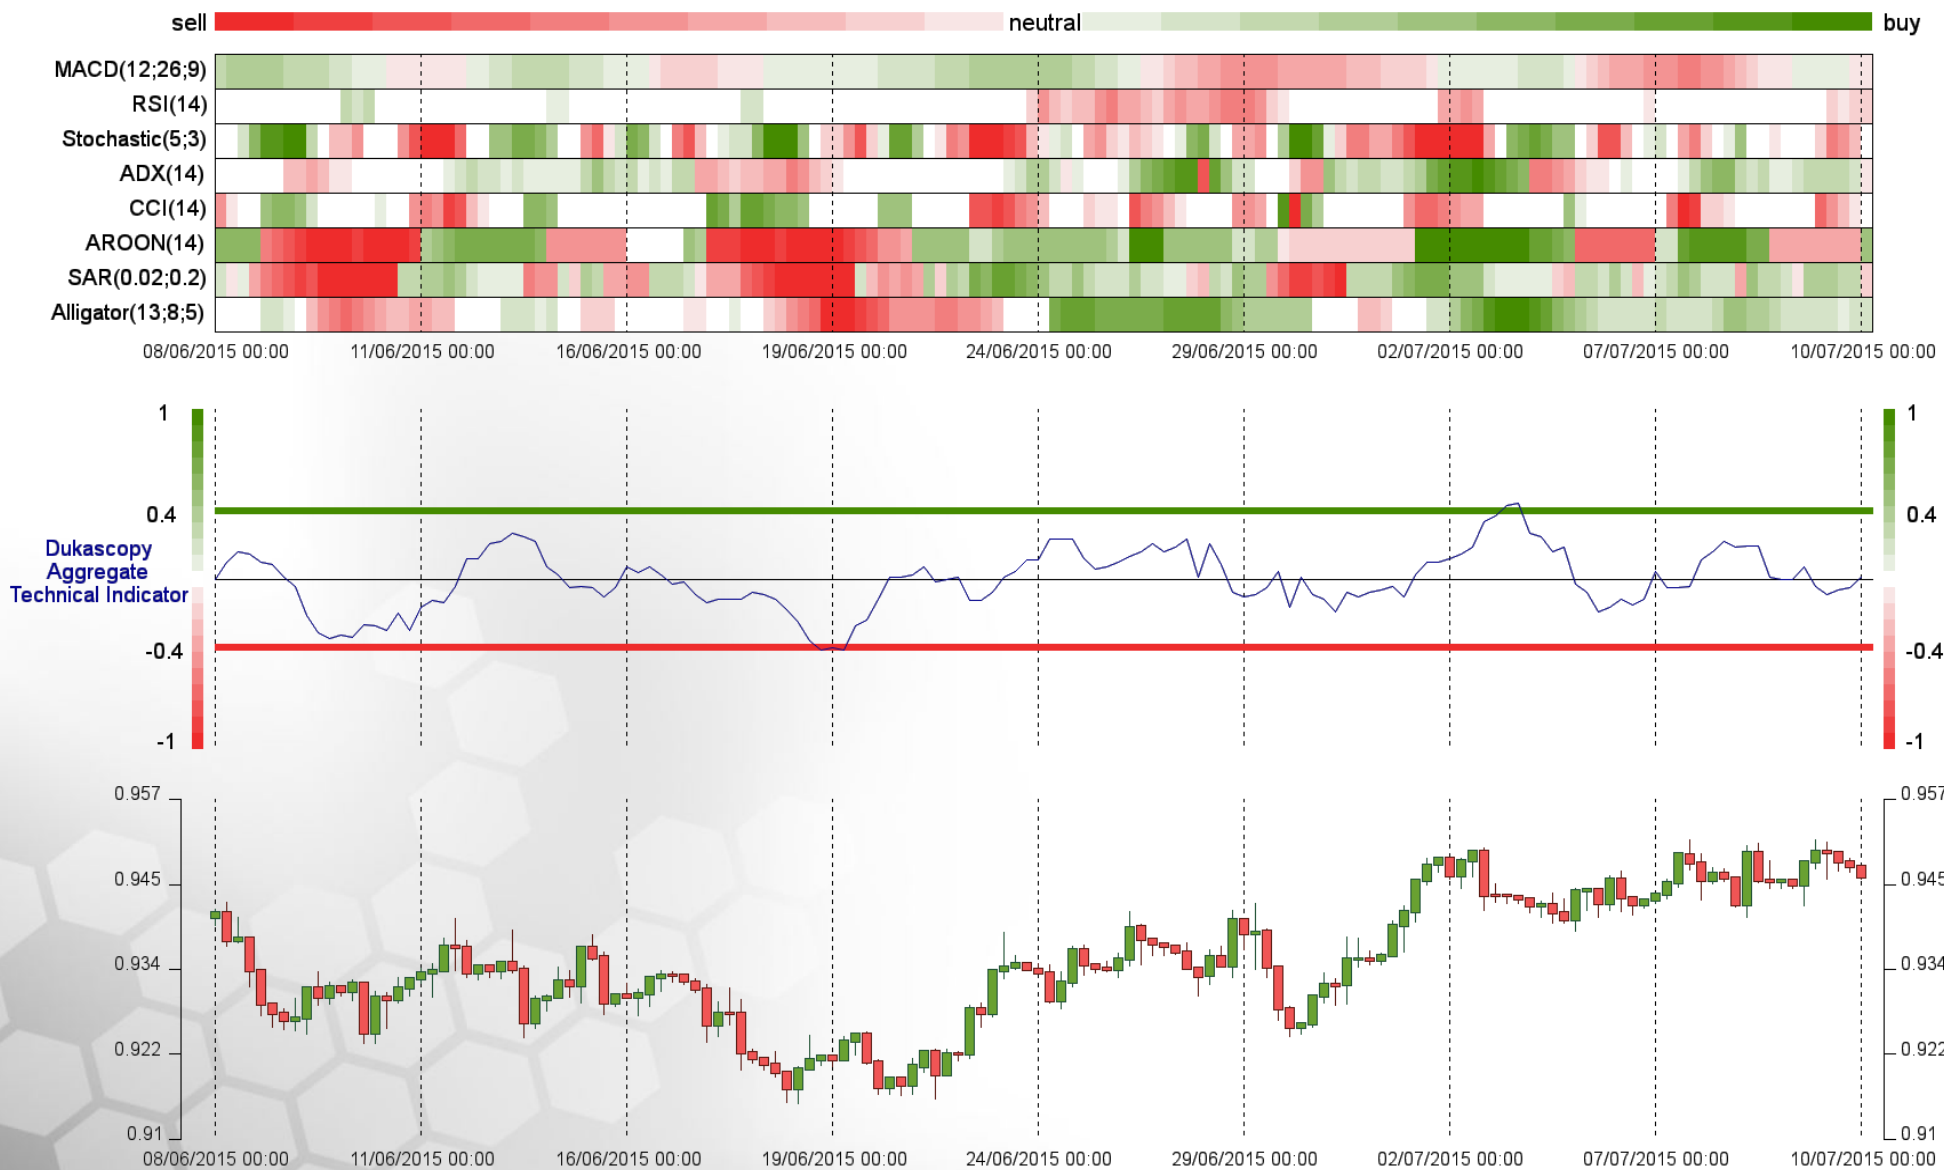 sell neutral buy
MACD(12;26;9)
RSI(14)
Stochastic(5;3)
ADX(14)
CCI(14)
AROON(14)
SAR(0.02;0.2)
Alligator(13;8;5)
08/06/2015 00:00 11/06/2015 00:00 16/06/2015 00:00 19/06/2015 00:00 24/06/2015 00:00 29/06/2015 00:00 02/07/2015 00:00 07/07/2015 00:00 10/07/2015 00:00
1 1
0.4 0.4
Dukascopy
Aggregate
Technical Indicator
-0.4 -0.4
-1 -1
0.957 0.957
0.945 0.945
0.934 0.934
0.922 0.922
0.91 0.91
08/06/2015 00:00 11/06/2015 00:00 16/06/2015 00:00 19/06/2015 00:00 24/06/2015 00:00 29/06/2015 00:00 02/07/2015 00:00 07/07/2015 00:00 10/07/2015 00:00